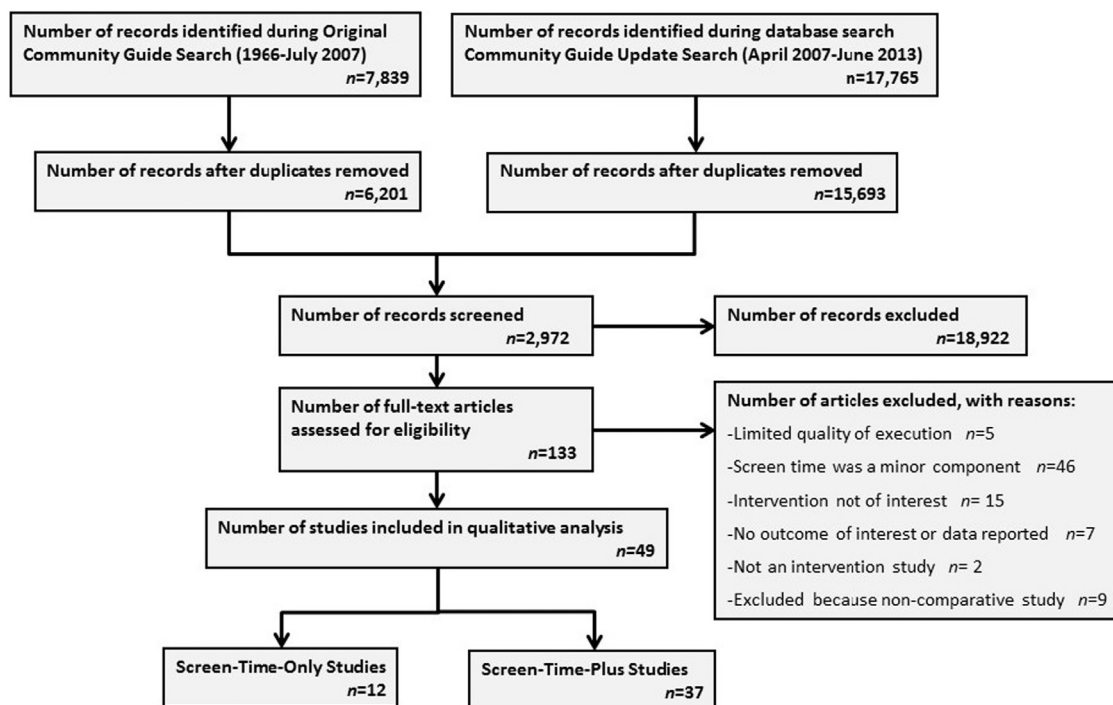 Number of records identified during Original
Community Guide Search (1966-July 2007)
n=7,839
Number of records identified during database search
Community Guide Update Search (April 2007-June 2013)
n=17,765
Number of records after duplicates removed
n=6,201
Number of records after duplicates removed
n=15,693
Number of records screened
n=2,972
Number of records excluded
n=18,922
Number of full-text articles
assessed for eligibility
n=133
Number of articles excluded, with reasons:
-Limited quality of execution n=5
-Screen time was a minor component n=46
-Intervention not of interest n= 15
-No outcome of interest or data reported n=7
-Not an intervention study n= 2
-Excluded because non-comparative study n=9
Number of studies included in qualitative analysis
n=49
Screen-Time-Only Studies
n=12
Screen-Time-Plus Studies
n=37